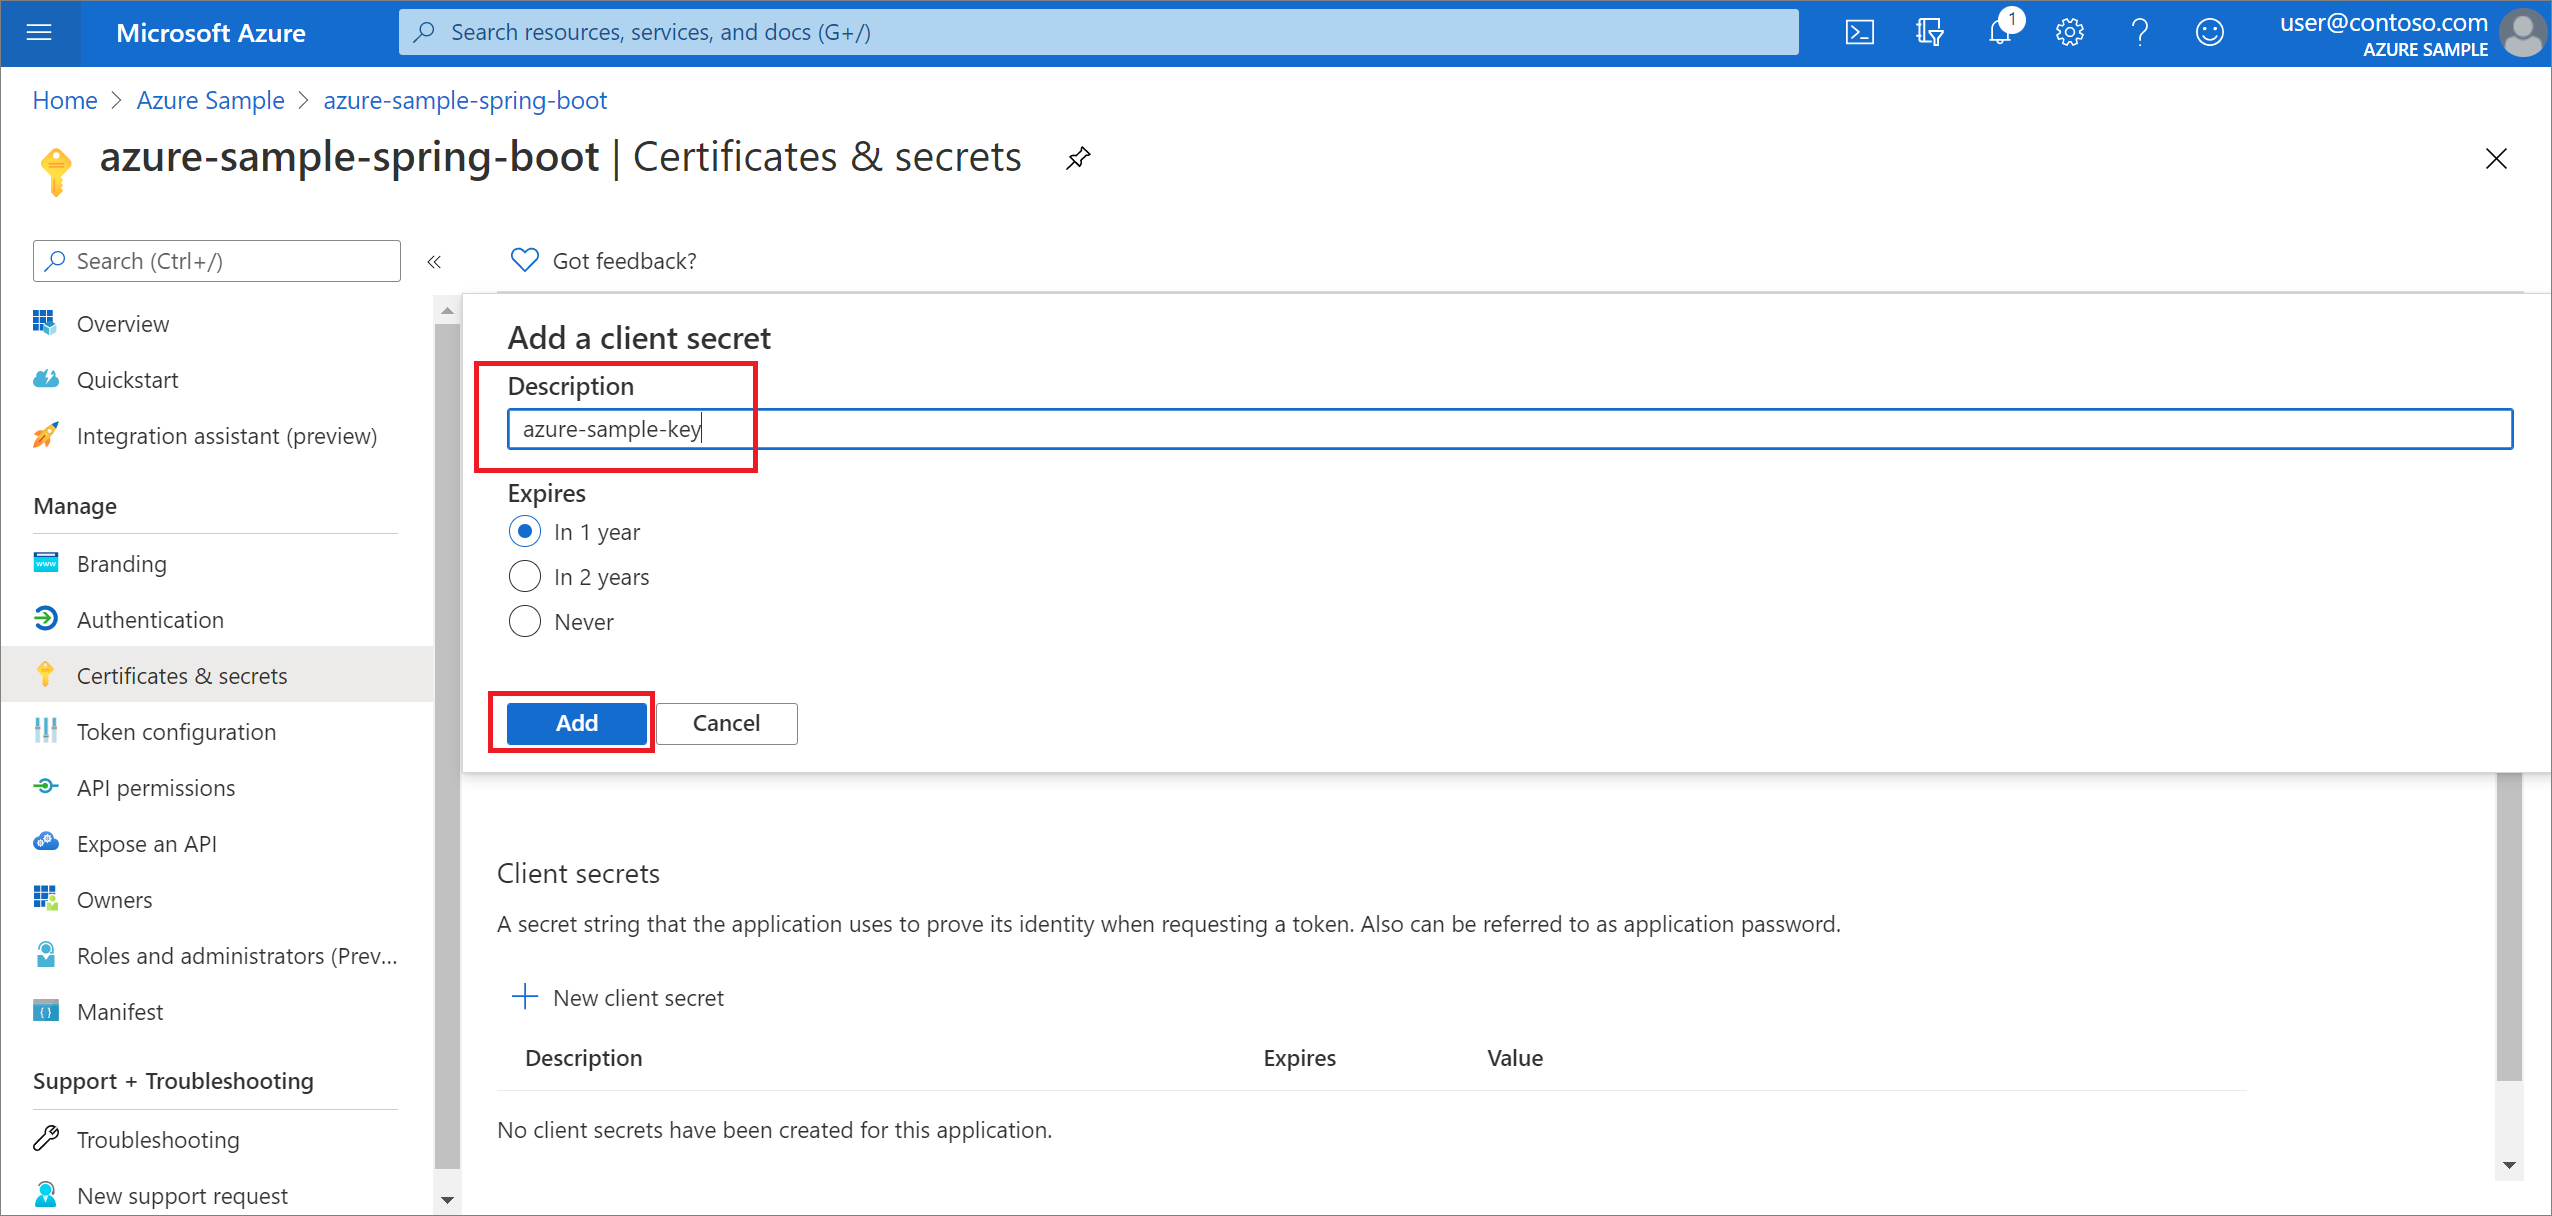 Microsoft Azure
Search resources, services, and docs (G+/)
1
user@contoso.com
AZURE SAMPLE
Home > Azure Sample > azure-sample-spring-boot
azure-sample-spring-boot | Certificates & secrets
Search (Ctrl+/)
«
Got feedback?
Overview
Quickstart
Integration assistant (preview)
Manage
Branding
Authentication
Certificates & secrets
Token configuration
API permissions
Expose an API
Owners
Roles and administrators (Prev...
Manifest
Support + Troubleshooting
Troubleshooting
New support request
Add a client secret
Description
azure-sample-key
Expires
In 1 year
In 2 years
Never
Add
Cancel
Client secrets
A secret string that the application uses to prove its identity when requesting a token. Also can be referred to as application password.
New client secret
Description Expires Value
No client secrets have been created for this application.